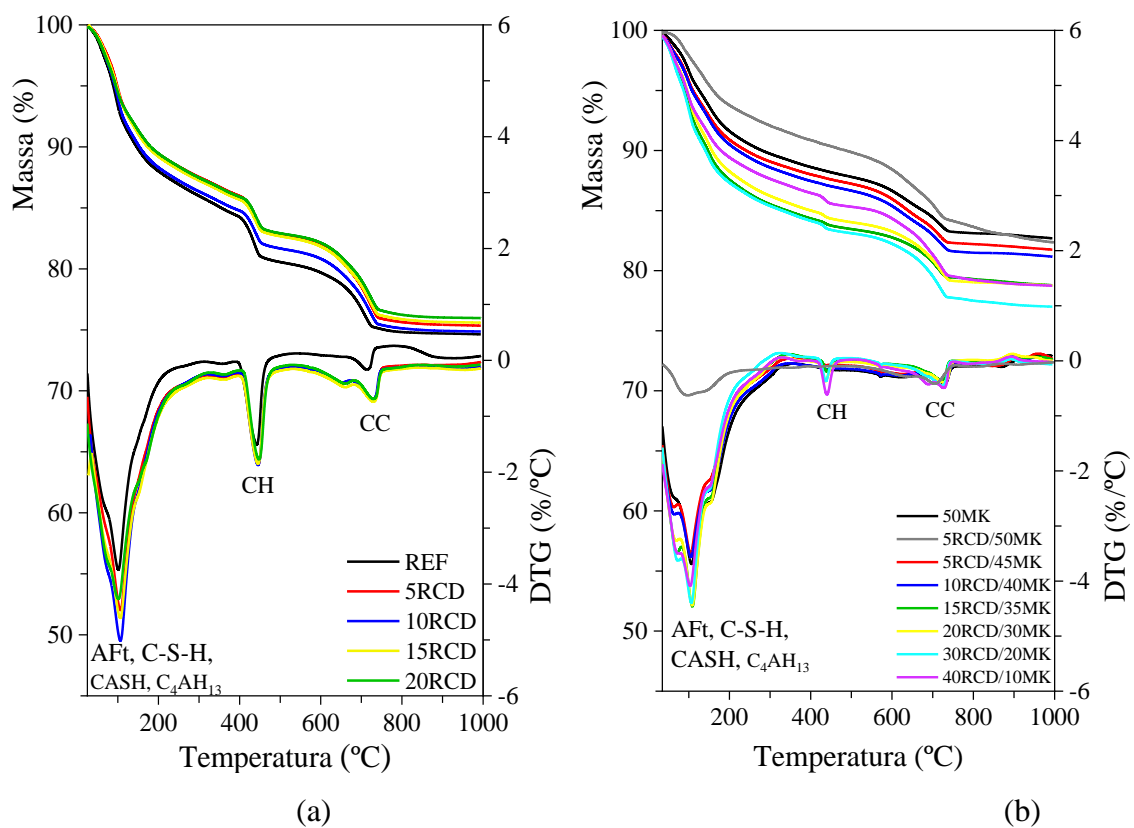 100
90
80
70
60
50
Massa (%)
6
4
2
0
-2
-4
-6
DTG (%/ºC)
CH
CC
AFt, C-S-H,
CASH, C₄AH₁₃
REF
5RCD
10RCD
15RCD
20RCD
200 400 600 800 1000
Temperatura (ºC)
(a)
100
90
80
70
60
50
Massa (%)
6
4
2
0
-2
-4
-6
DTG (%/ºC)
CH
CC
AFt, C-S-H,
CASH, C₄AH₁₃
50MK
5RCD/50MK
5RCD/45MK
10RCD/40MK
15RCD/35MK
20RCD/30MK
30RCD/20MK
40RCD/10MK
200 400 600 800 1000
Temperatura (ºC)
(b)